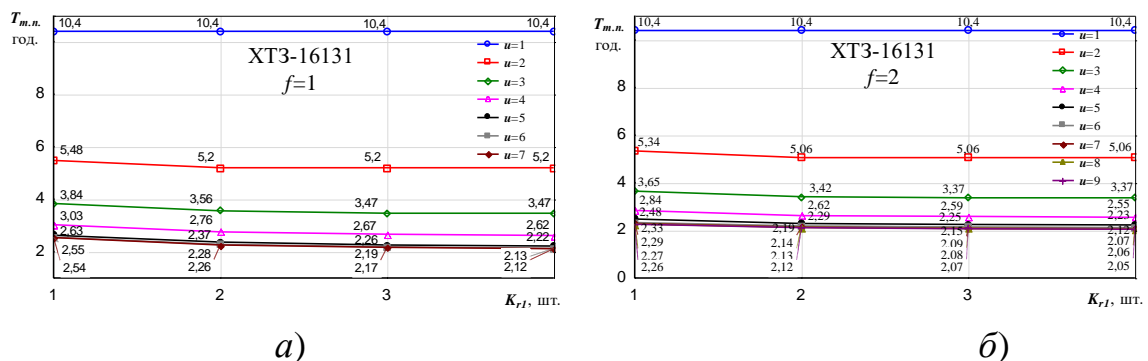 T м.п. год.
10,4 10,4 10,4 10,4
ХТЗ-16131
f=1
u=1
u=2
u=3
u=4
u=5
u=6
u=7
8
6
4
2
5,48 5,2 5,2 5,2
3,84 3,56 3,47 3,47
3,03 2,76 2,67 2,62
2,63 2,37 2,26 2,22
2,55 2,28 2,19 2,13
2,54 2,26 2,17 2,12
1 2 3 K r1, шт.
а)
T м.п. год.
10,4 10,4 10,4 10,4
ХТЗ-16131
f=2
u=1
u=2
u=3
u=4
u=5
u=6
u=7
u=8
u=9
8
6
4
2
0
5,34 5,06 5,06 5,06
3,65 3,42 3,37 3,37
2,84 2,62 2,59 2,55
2,48 2,29 2,25 2,23
2,33 2,19 2,15 2,12
2,29 2,14 2,09 2,07
2,27 2,13 2,08 2,06
2,26 2,12 2,07 2,05
1 2 3 K r1, шт.
б)